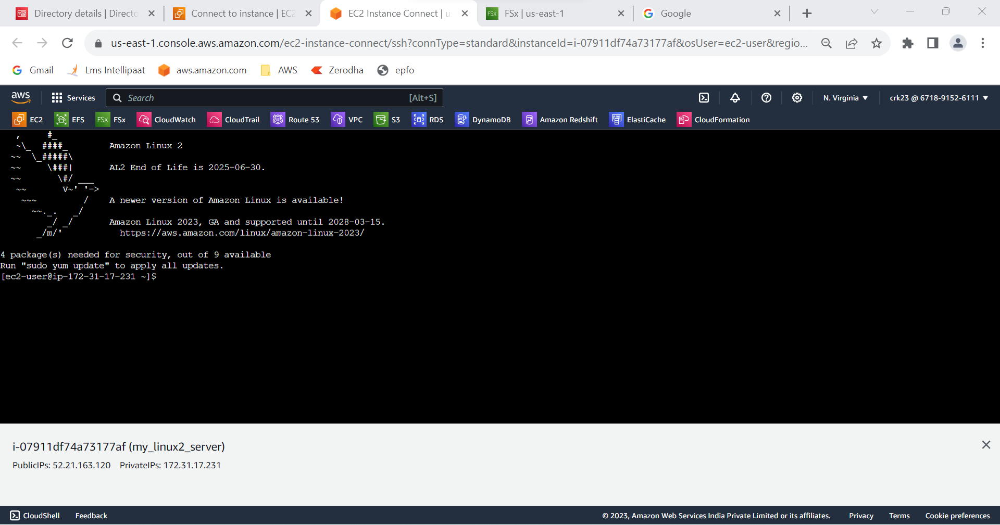 Directory details | Directo
Connect to instance | EC2
EC2 Instance Connect | us
FSx | us-east-1
Google
us-east-1.console.aws.amazon.com/ec2-instance-connect/ssh?connType=standard&instanceId=i-07911df74a73177af&osUser=ec2-user&regio...
Gmail
Lms Intellipaat
aws.amazon.com
AWS
Zerodha
epfo
aws
Services
Search
[Alt+S]
N. Virginia ▼
crk23 @ 6718-9152-6111 ▼
EC2
EFS
FSx FSx
CloudWatch
CloudTrail
Route 53
VPC
S3
RDS
DynamoDB
Amazon Redshift
ElastiCache
CloudFormation
   ,     #_
   ~\_  ####_        Amazon Linux 2
  ~~  \_#####\
  ~~     \###|       AL2 End of Life is 2025-06-30.
  ~~       \#/ ___
   ~~       V~' '->
    ~~~         /    A newer version of Amazon Linux is available!
      ~~._.   _/
         _/ _/       Amazon Linux 2023, GA and supported until 2028-03-15.
       _/m/'           https://aws.amazon.com/linux/amazon-linux-2023/
4 package(s) needed for security, out of 9 available
Run "sudo yum update" to apply all updates.
[ec2-user@ip-172-31-17-231 ~]$
i-07911df74a73177af (my_linux2_server)
PublicIPs: 52.21.163.120 PrivateIPs: 172.31.17.231
CloudShell
Feedback
© 2023, Amazon Web Services India Private Limited or its affiliates.
Privacy
Terms
Cookie preferences